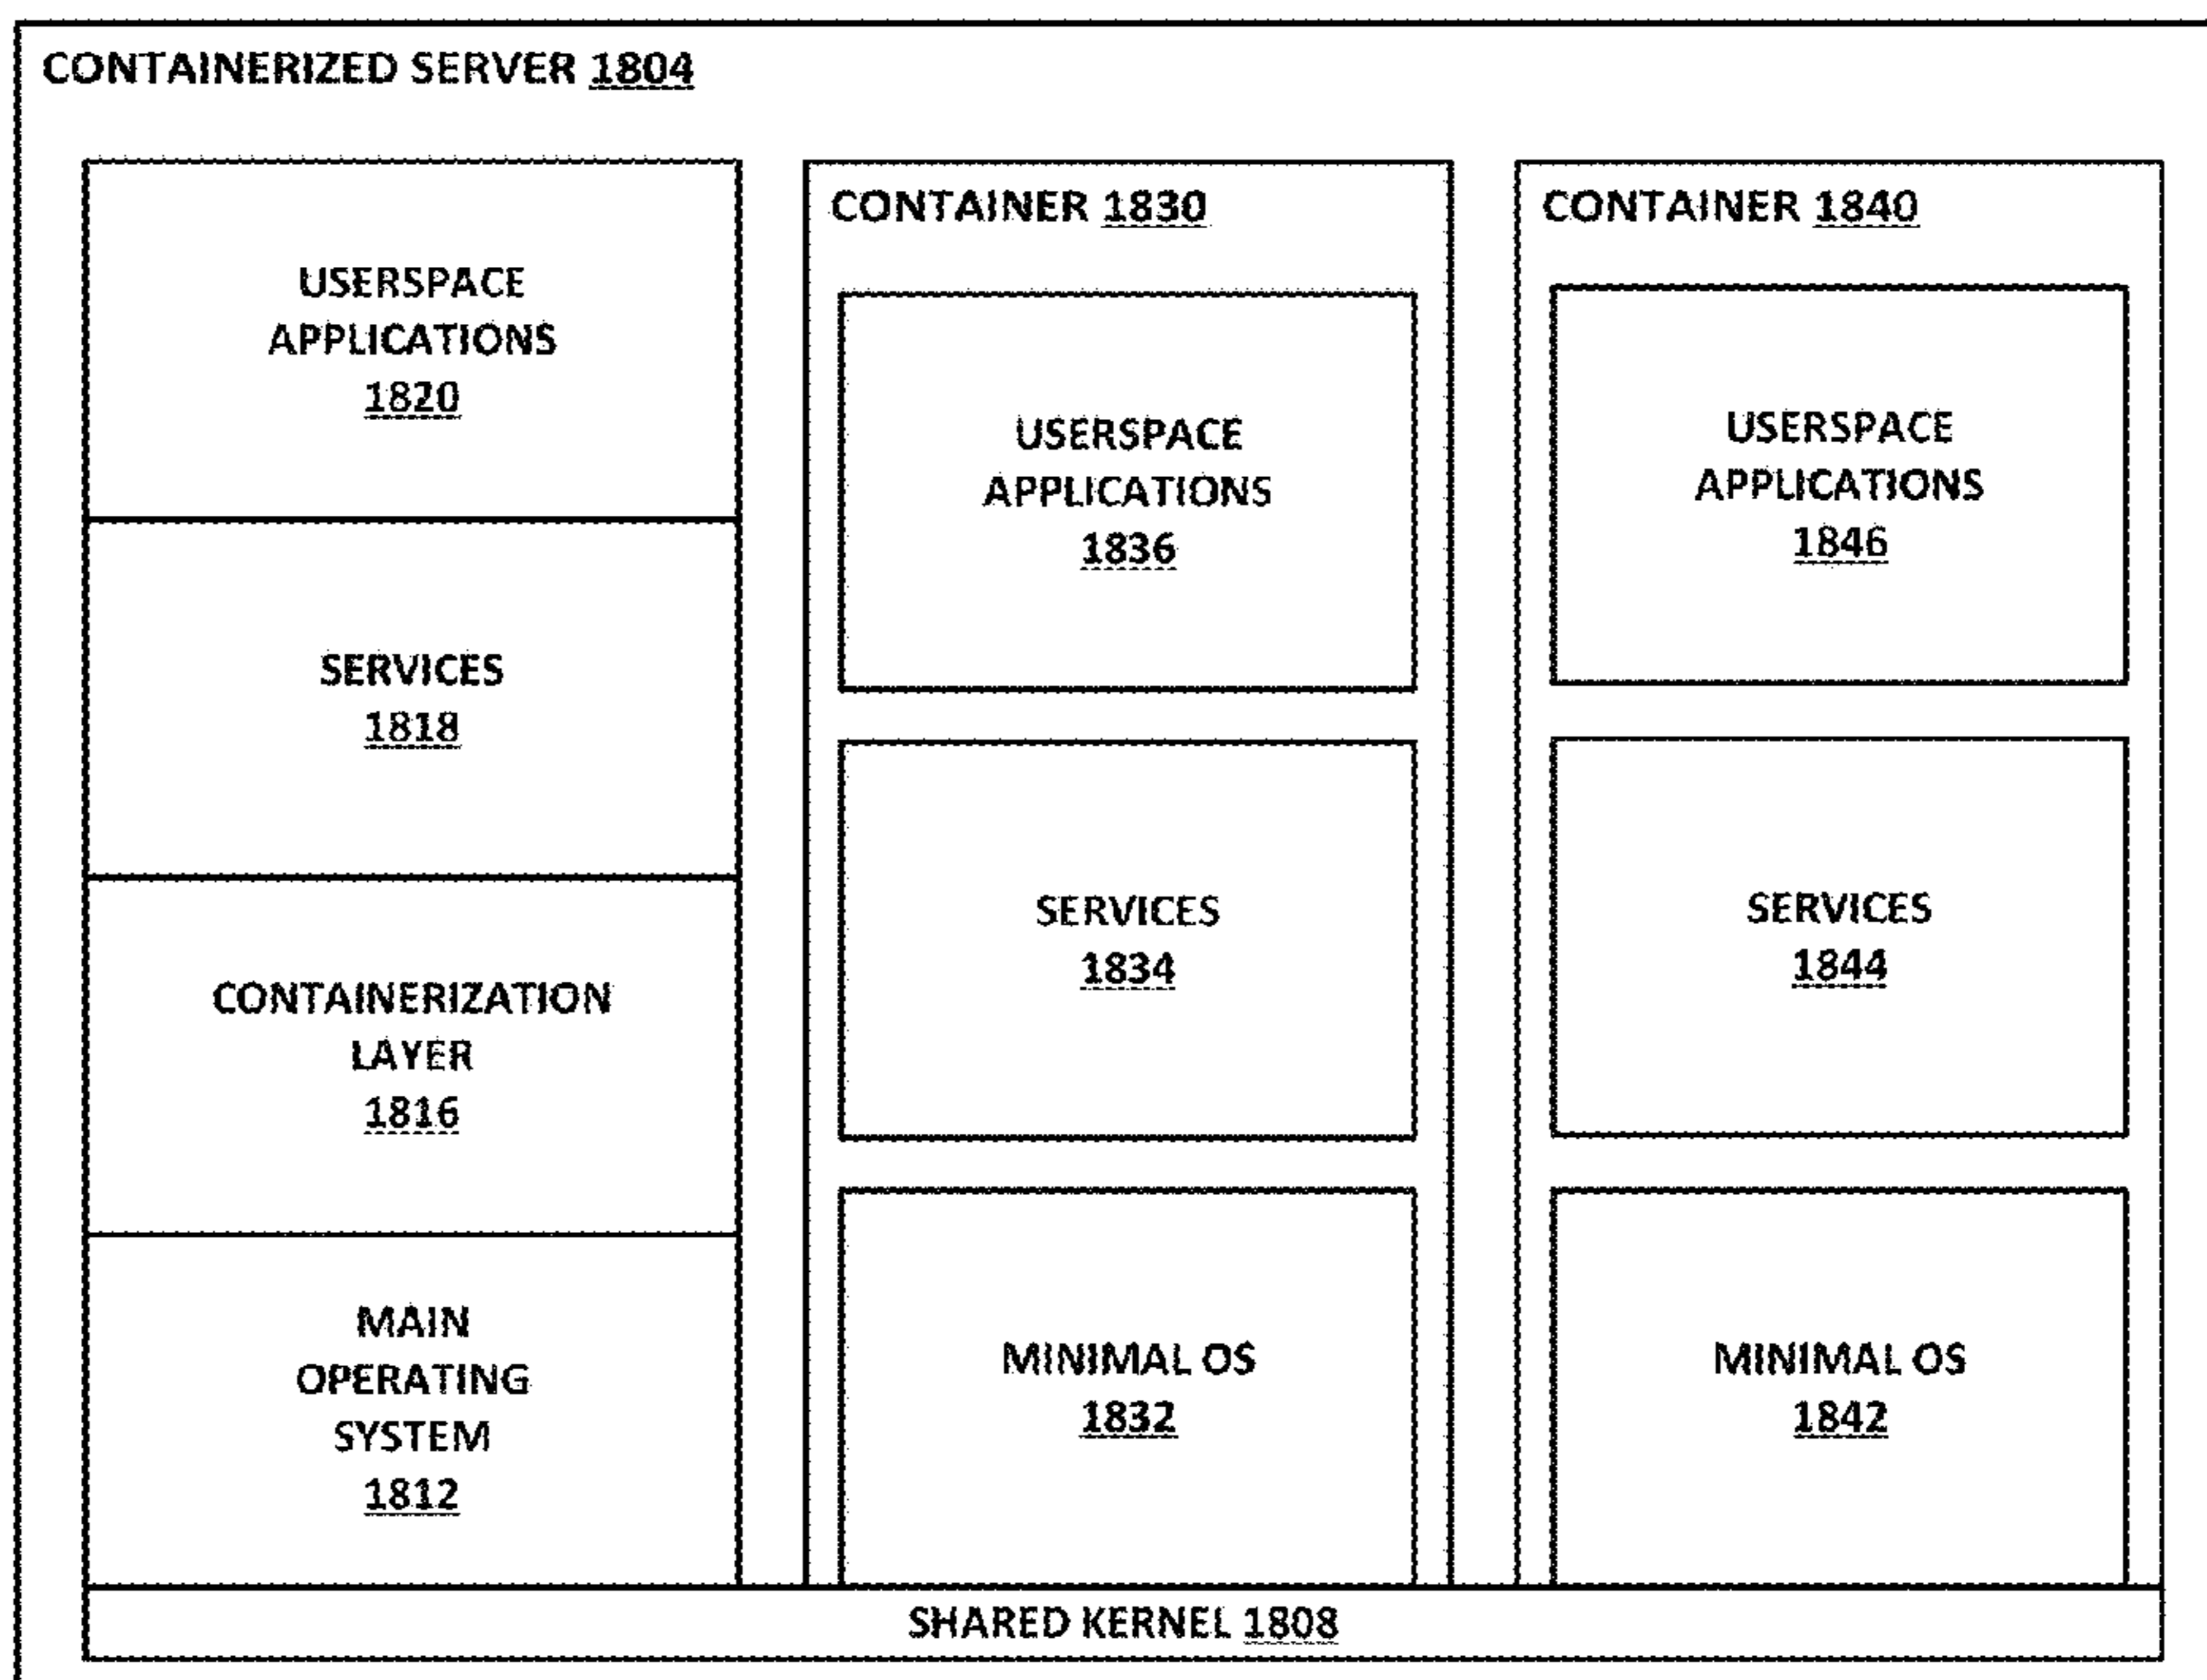 CONTAINERIZED SERVER 1804
USERSPACE
APPLICATIONS
1820
SERVICES
1818
CONTAINERIZATION
LAYER
1816
MAIN
OPERATING
SYSTEM
1812
CONTAINER 1830
USERSPACE
APPLICATIONS
1836
SERVICES
1834
MINIMAL OS
1832
CONTAINER 1840
USERSPACE
APPLICATIONS
1846
SERVICES
1844
MINIMAL OS
1842
SHARED KERNEL 1808